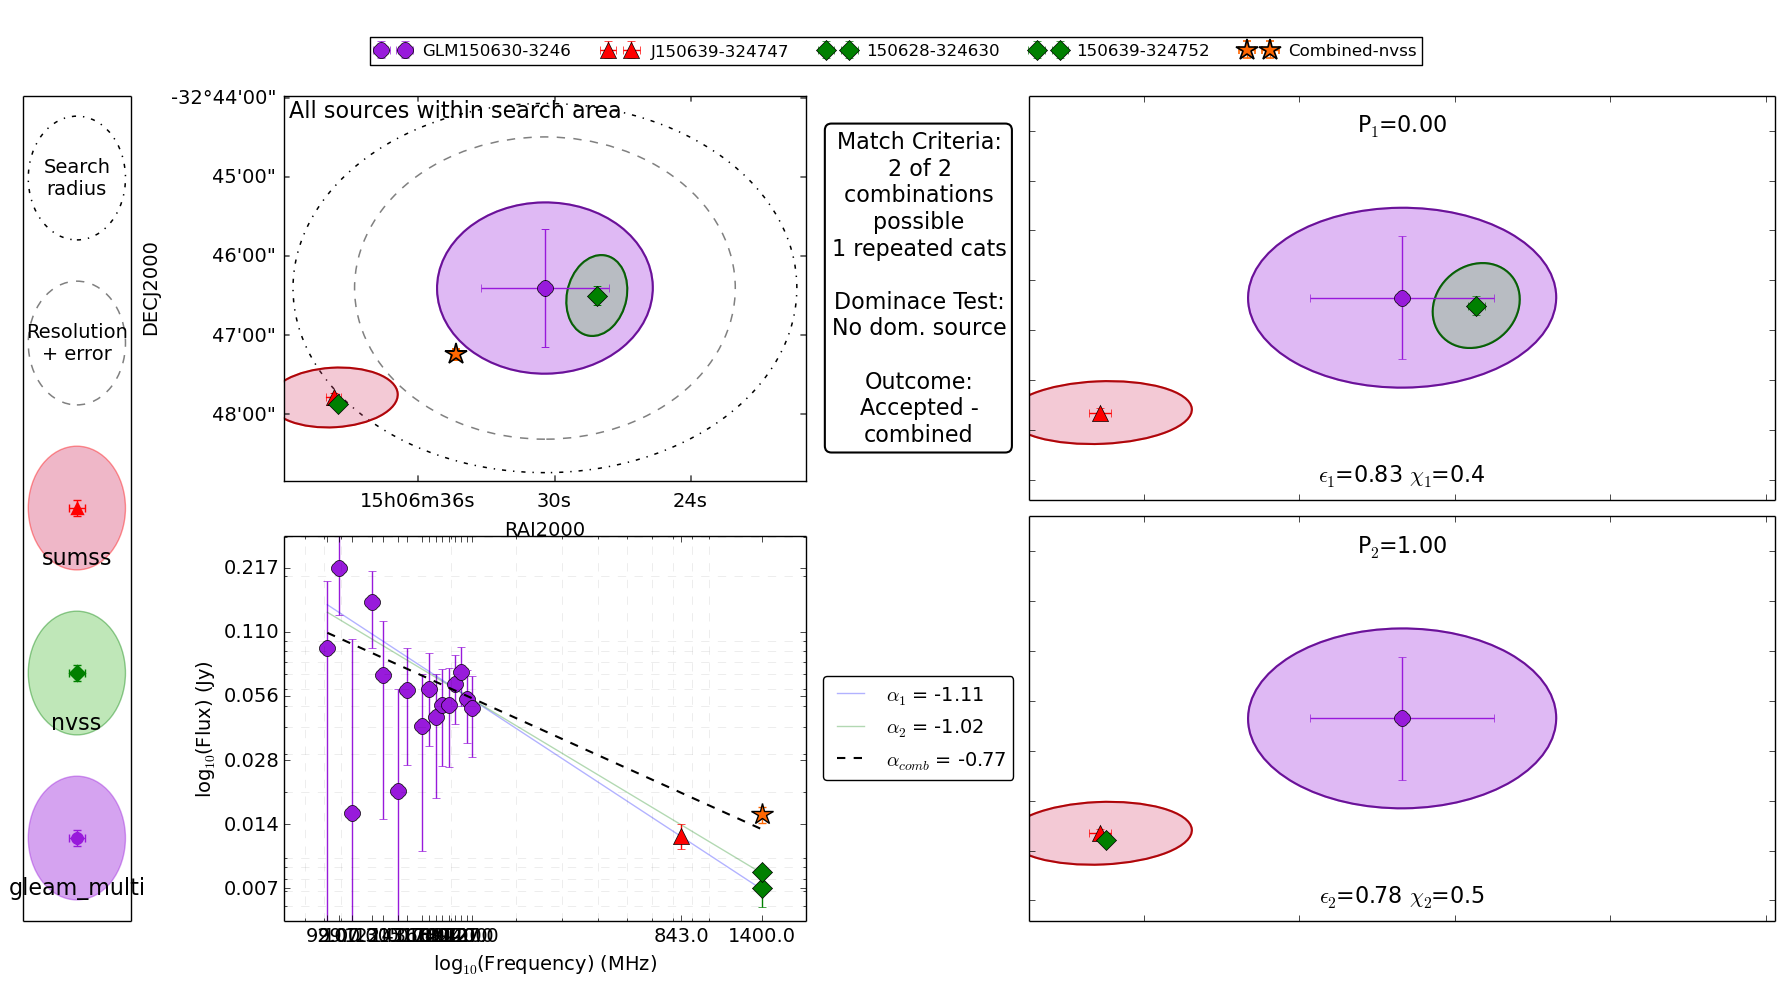 GLM150630-3246 J150639-324747 150628-324630 150639-324752 Combined-nvss
Search
radius
Resolution
+ error
sumss
nvss
gleam_multi
All sources within search area
-32°44'00"
45'00"
46'00"
47'00"
48'00"
DECJ2000
15h06m36s 30s 24s
RAJ2000
Match Criteria:
2 of 2
combinations
possible
1 repeated cats
Dominace Test:
No dom. source
Outcome:
Accepted -
combined
P1=0.00
ϵ1=0.83 χ1=0.4
P2=1.00
ϵ2=0.78 χ2=0.5
0.217
0.110
0.056
0.028
0.014
0.007
log10(Flux) (Jy)
843.0 1400.0
log10(Frequency) (MHz)
α1 = -1.11
α2 = -1.02
αcomb = -0.77